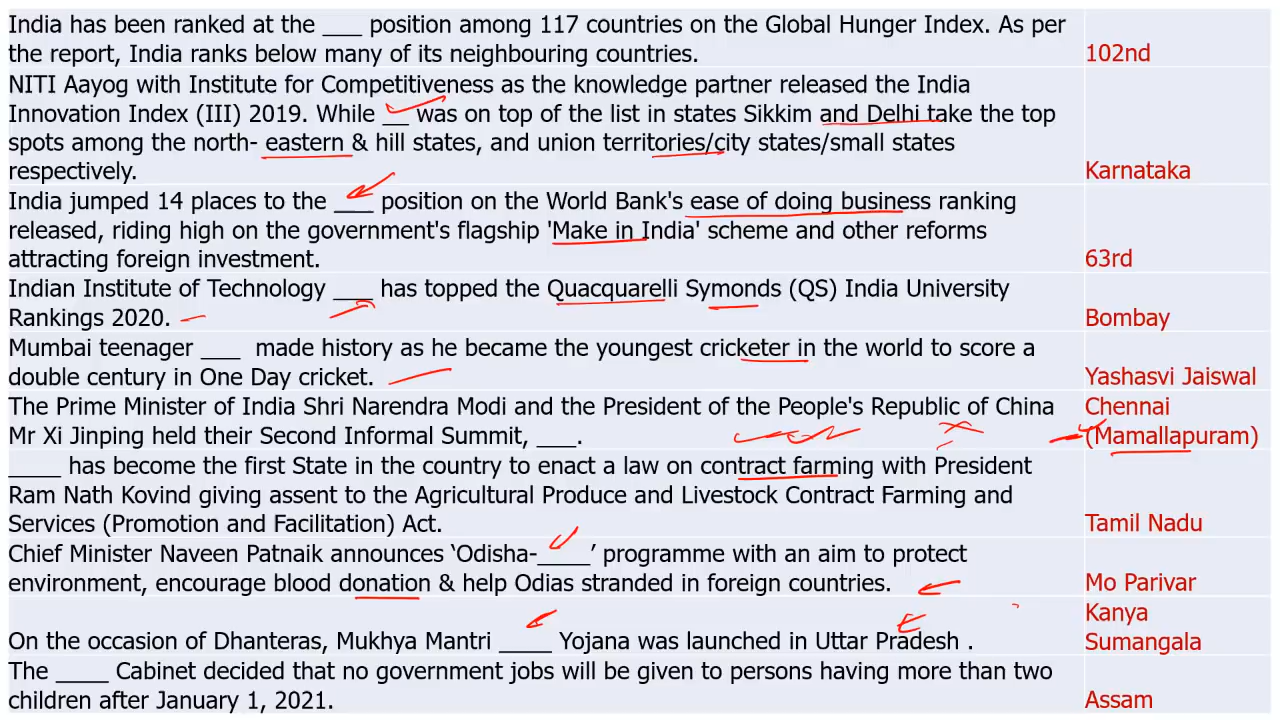 India has been ranked at the ___ position among 117 countries on the Global Hunger Index. As per
the report, India ranks below many of its neighbouring countries.
102nd
NITI Aayog with Institute for Competitiveness as the knowledge partner released the India
Innovation Index (III) 2019. While __ was on top of the list in states Sikkim and Delhi take the top
spots among the north- eastern & hill states, and union territories/city states/small states
respectively.
Karnataka
India jumped 14 places to the ___ position on the World Bank's ease of doing business ranking
released, riding high on the government's flagship 'Make in India' scheme and other reforms
attracting foreign investment.
63rd
Indian Institute of Technology ___ has topped the Quacquarelli Symonds (QS) India University
Rankings 2020.
Bombay
Mumbai teenager ___ made history as he became the youngest cricketer in the world to score a
double century in One Day cricket.
Yashasvi Jaiswal
The Prime Minister of India Shri Narendra Modi and the President of the People's Republic of China
Mr Xi Jinping held their Second Informal Summit, ___.
Chennai
(Mamallapuram)
____ has become the first State in the country to enact a law on contract farming with President
Ram Nath Kovind giving assent to the Agricultural Produce and Livestock Contract Farming and
Services (Promotion and Facilitation) Act.
Tamil Nadu
Chief Minister Naveen Patnaik announces ‘Odisha-____’ programme with an aim to protect
environment, encourage blood donation & help Odias stranded in foreign countries.
Mo Parivar
On the occasion of Dhanteras, Mukhya Mantri ____ Yojana was launched in Uttar Pradesh .
Kanya
Sumangala
The ____ Cabinet decided that no government jobs will be given to persons having more than two
children after January 1, 2021.
Assam